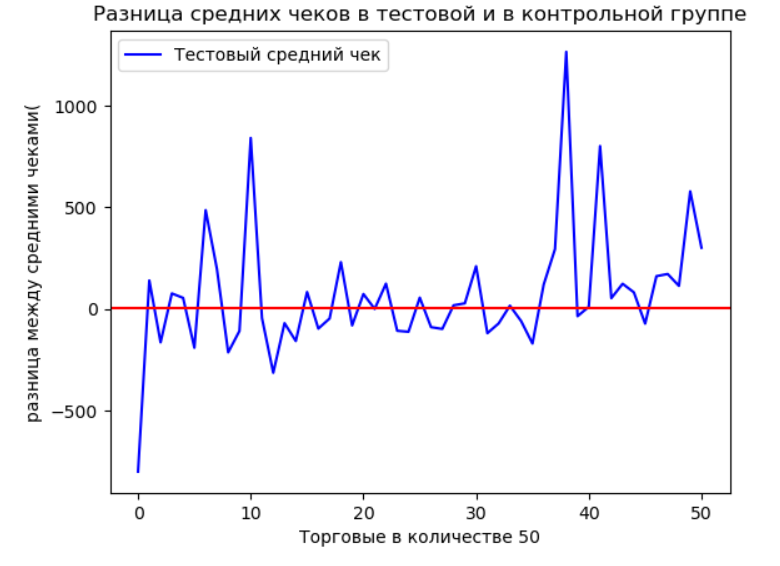 Разница средних чеков в тестовой и в контрольной группе
Тестовый средний чек
разница между средними чеками(
1000
500
0
−500
0 10 20 30 40 50
Торговые в количестве 50